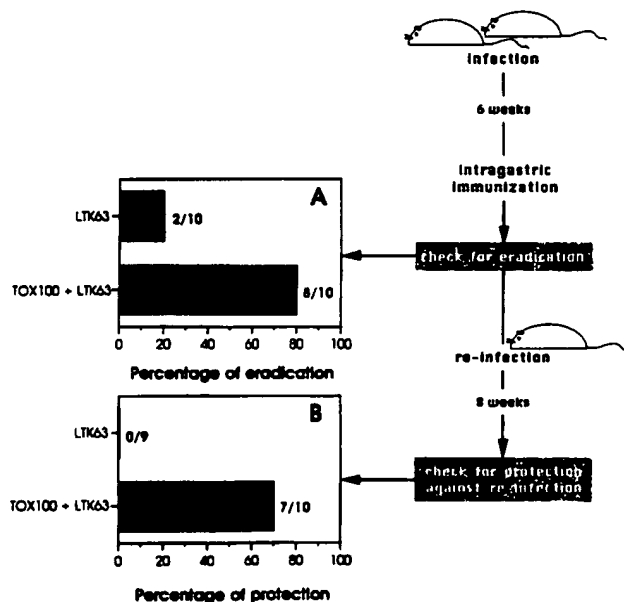 infection
6 weeks
intragastric
immunization
check for eradication
re-infection
8 weeks
check for protection
against reinfection
A
LTK63
2/10
TOX100 + LTK63
8/10
0 20 40 60 80 100
Percentage of eradication
B
LTK63
0/9
TOX100 + LTK63
7/10
0 20 40 60 80 100
Percentage of protection